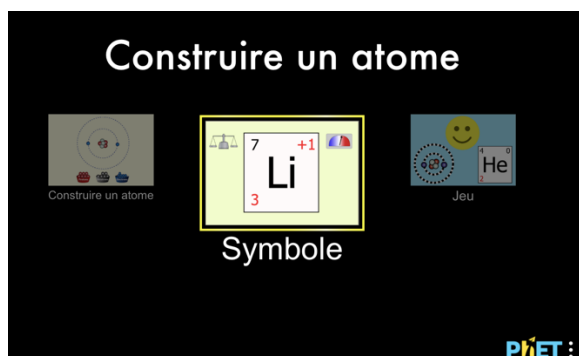 Construire un atome
Construire un atome
7 +1
Li
3
Symbole
4 0
He
2
Jeu
PhET